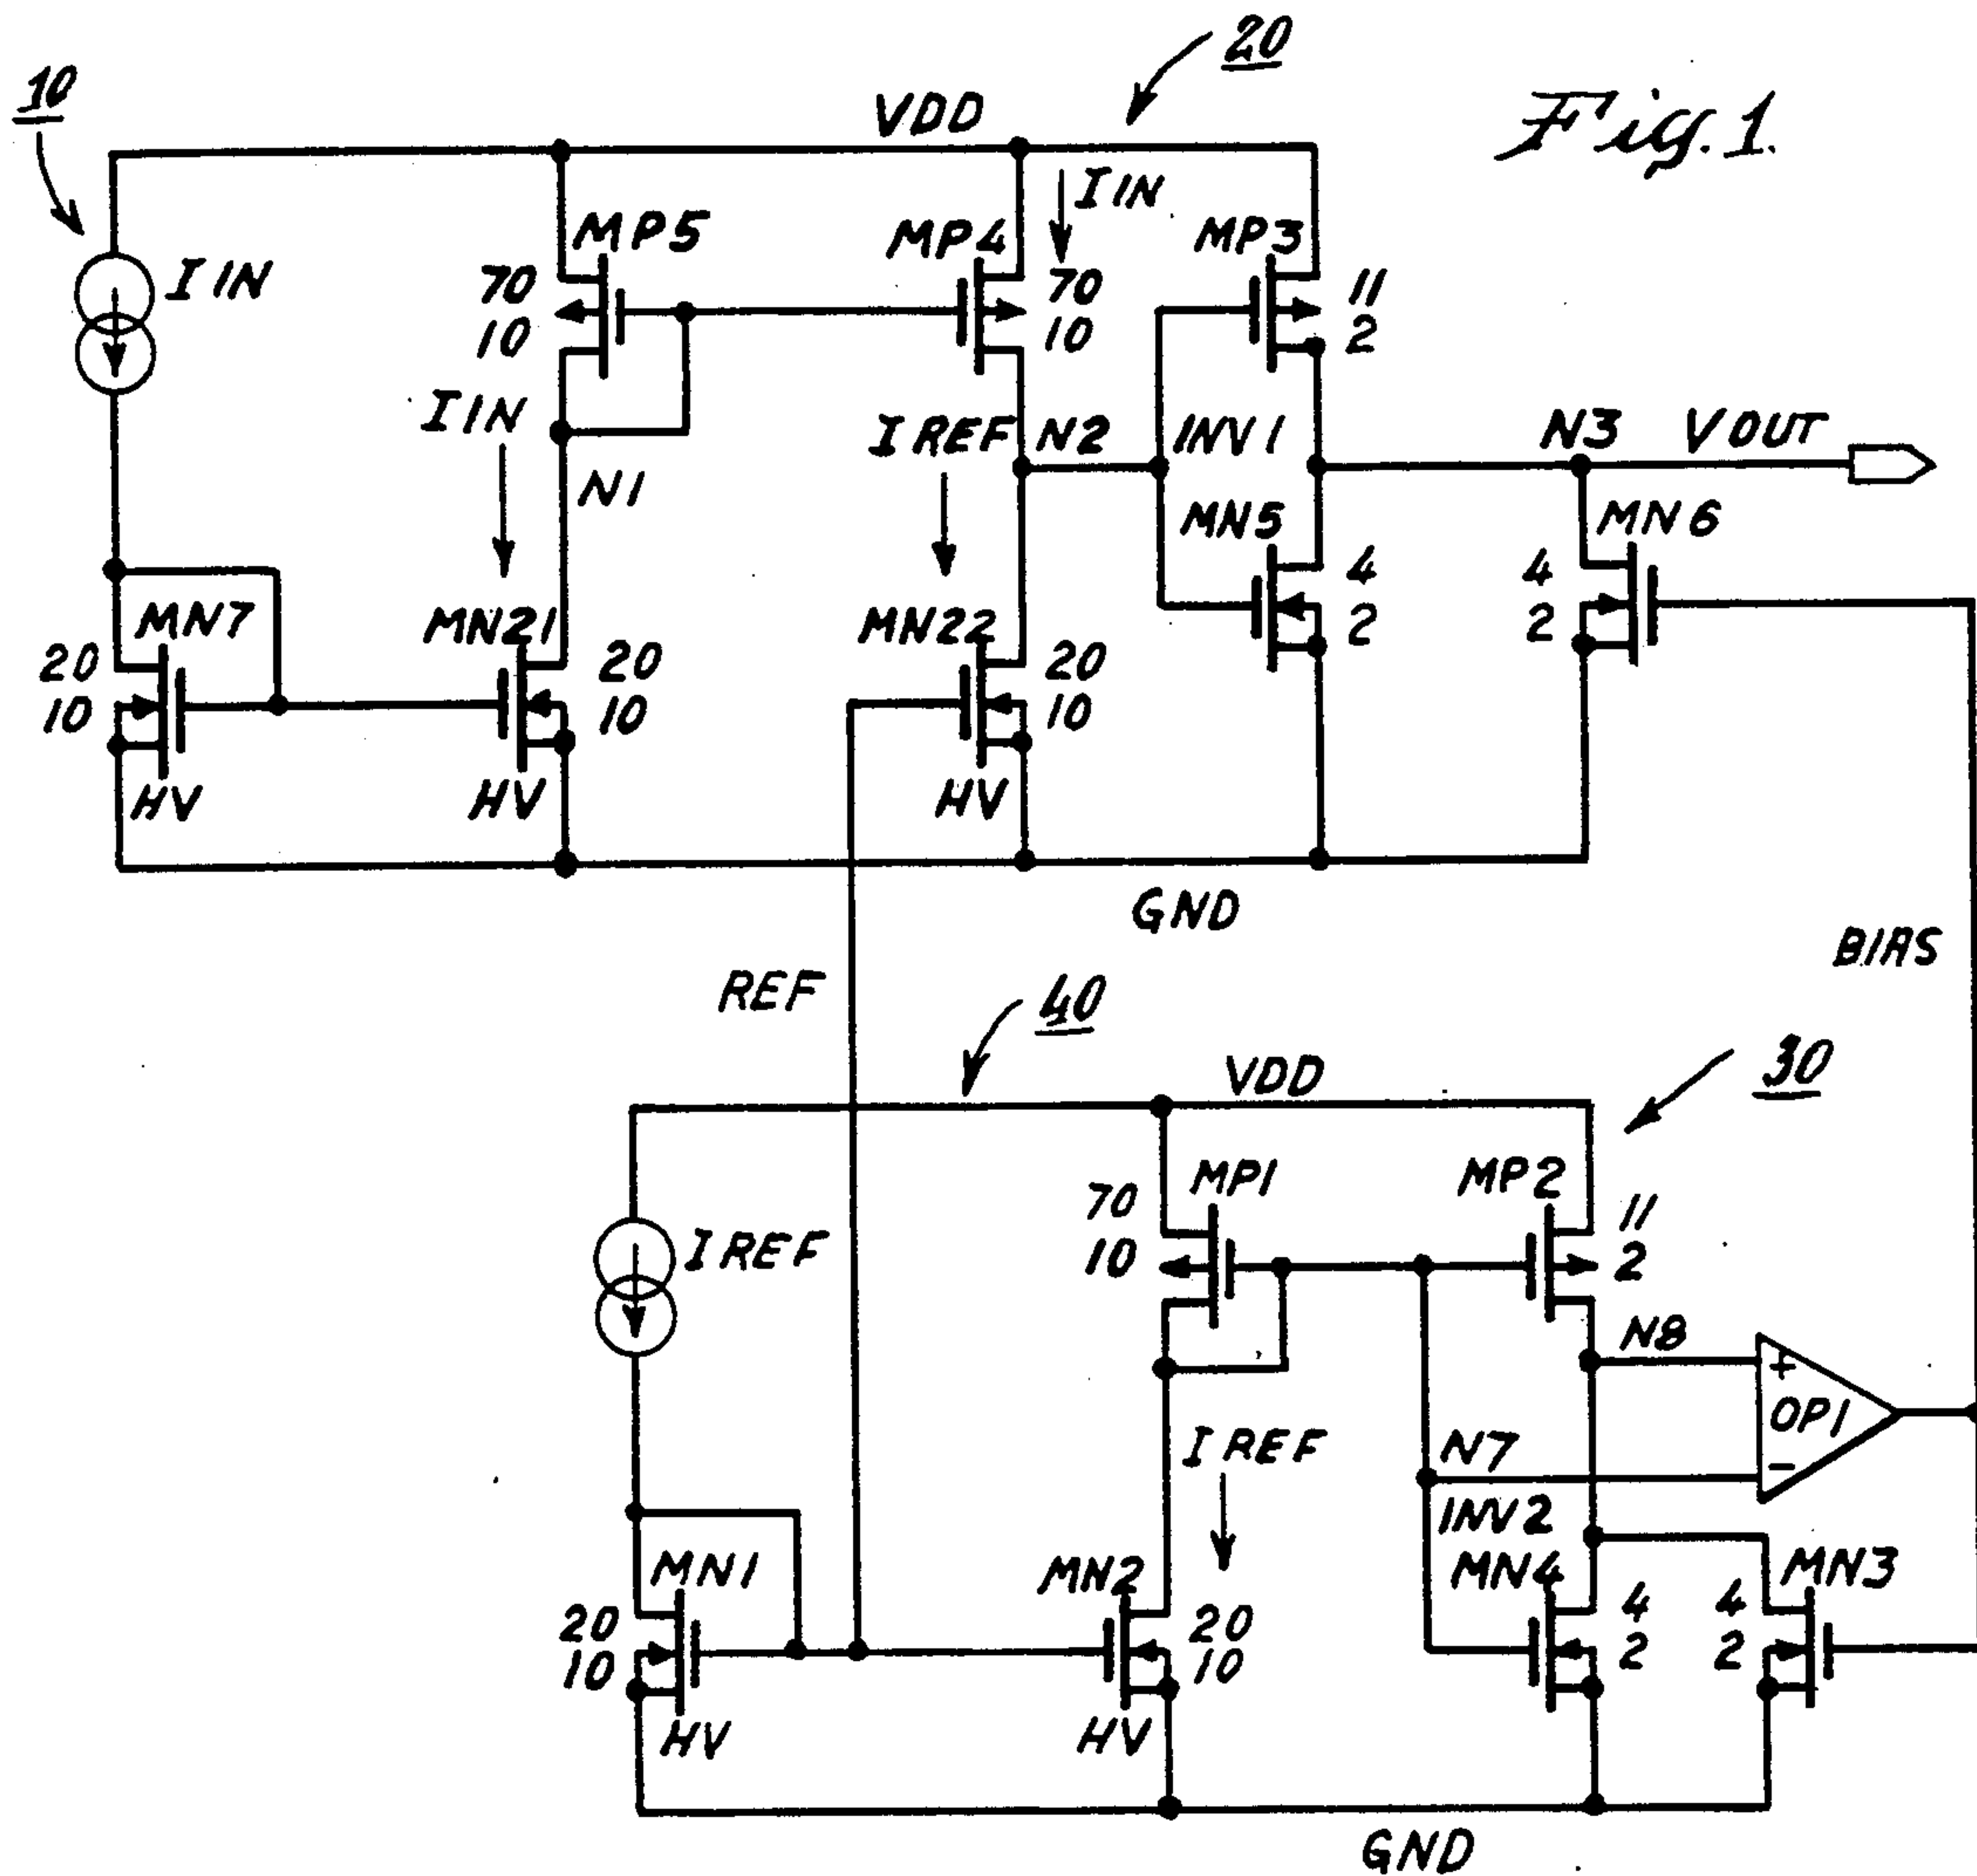 20
Fig. 1.
10
VDD
IIN
MP5
MP4
MP3
IIN
70
10
70
10
11
2
IIN
IREF
N2
INV1
N3
VOUT
N1
MN5
MN6
4
2
4
2
MN7
MN21
MN22
20
10
20
10
20
10
HV
HV
HV
GND
BIAS
REF
40
VDD
30
MP1
MP2
70
10
11
2
IREF
N8
+
OP1
-
IREF
N7
INV2
MN1
MN2
MN4
MN3
20
10
20
10
4
2
4
2
HV
HV
GND